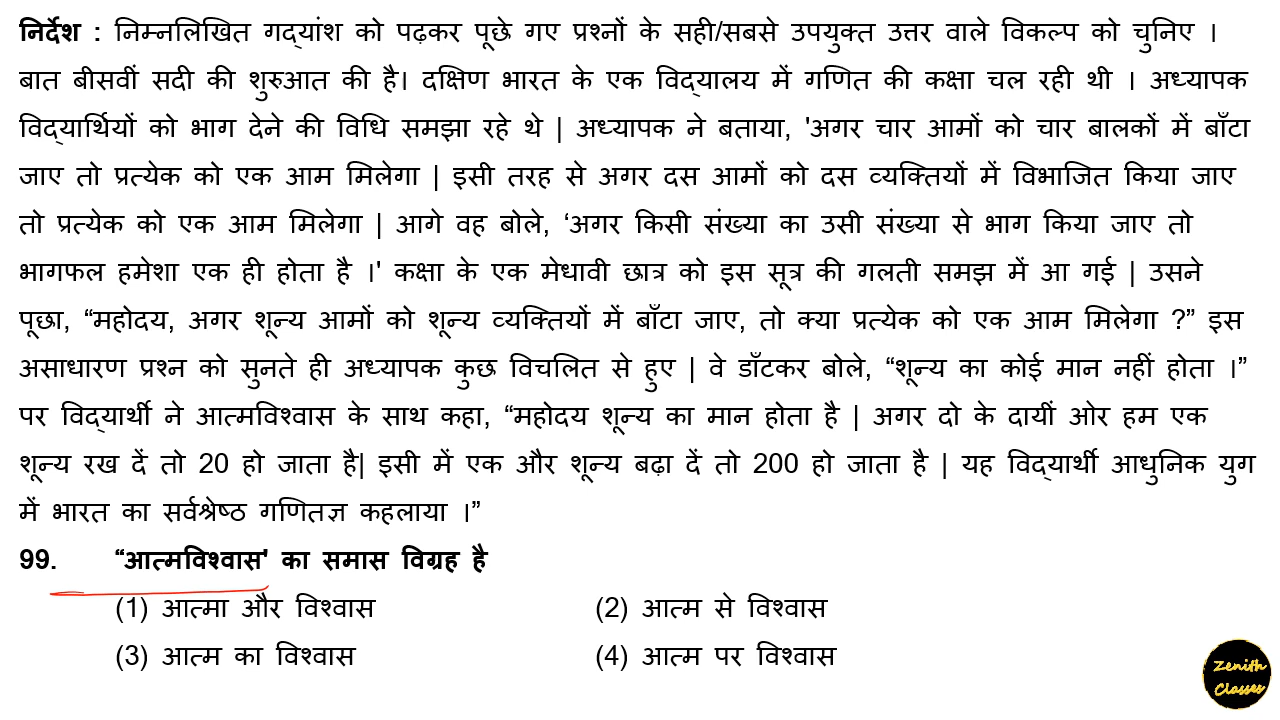 निर्देश : निम्नलिखित गद्यांश को पढ़कर पूछे गए प्रश्नों के सही/सबसे उपयुक्त उत्तर वाले विकल्प को चुनिए ।
बात बीसवीं सदी की शुरुआत की है। दक्षिण भारत के एक विद्यालय में गणित की कक्षा चल रही थी । अध्यापक
विद्यार्थियों को भाग देने की विधि समझा रहे थे | अध्यापक ने बताया, 'अगर चार आमों को चार बालकों में बाँटा
जाए तो प्रत्येक को एक आम मिलेगा | इसी तरह से अगर दस आमों को दस व्यक्तियों में विभाजित किया जाए
तो प्रत्येक को एक आम मिलेगा | आगे वह बोले, ‘अगर किसी संख्या का उसी संख्या से भाग किया जाए तो
भागफल हमेशा एक ही होता है ।' कक्षा के एक मेधावी छात्र को इस सूत्र की गलती समझ में आ गई | उसने
पूछा, “महोदय, अगर शून्य आमों को शून्य व्यक्तियों में बाँटा जाए, तो क्या प्रत्येक को एक आम मिलेगा ?” इस
असाधारण प्रश्न को सुनते ही अध्यापक कुछ विचलित से हुए | वे डाँटकर बोले, “शून्य का कोई मान नहीं होता ।”
पर विद्यार्थी ने आत्मविश्वास के साथ कहा, “महोदय शून्य का मान होता है | अगर दो के दायीं ओर हम एक
शून्य रख दें तो 20 हो जाता है| इसी में एक और शून्य बढ़ा दें तो 200 हो जाता है | यह विद्यार्थी आधुनिक युग
में भारत का सर्वश्रेष्ठ गणितज्ञ कहलाया ।”
99. “आत्मविश्वास' का समास विग्रह है
(1) आत्मा और विश्वास (2) आत्म से विश्वास
(3) आत्म का विश्वास (4) आत्म पर विश्वास
Zenith
Classes